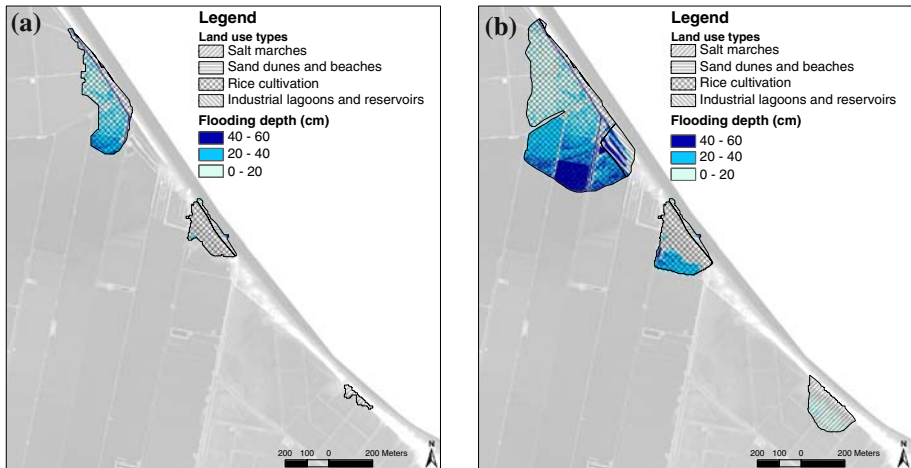 (a)
Legend
Land use types
Salt marches
Sand dunes and beaches
Rice cultivation
Industrial lagoons and reservoirs
Flooding depth (cm)
40 - 60
20 - 40
0 - 20
N
200 100 0 200 Meters
(b)
Legend
Land use types
Salt marches
Sand dunes and beaches
Rice cultivation
Industrial lagoons and reservoirs
Flooding depth (cm)
40 - 60
20 - 40
0 - 20
N
200 100 0 200 Meters